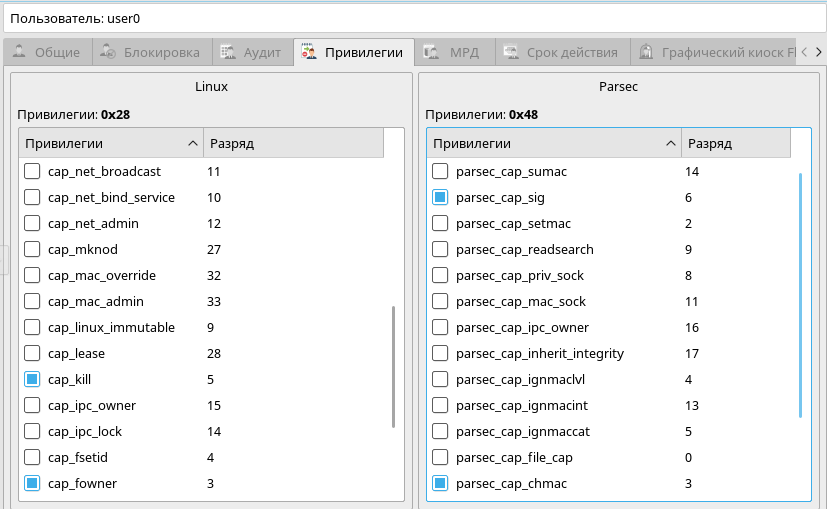 Пользователь: user0
Общие Блокировка Аудит Привилегии МРД Срок действия Графический киоск Fl
Linux
Привилегии: 0x28
Привилегии Разряд
cap_net_broadcast 11
cap_net_bind_service 10
cap_net_admin 12
cap_mknod 27
cap_mac_override 32
cap_mac_admin 33
cap_linux_immutable 9
cap_lease 28
cap_kill 5
cap_ipc_owner 15
cap_ipc_lock 14
cap_fsetid 4
cap_fowner 3
Parsec
Привилегии: 0x48
Привилегии Разряд
parsec_cap_sumac 14
parsec_cap_sig 6
parsec_cap_setmac 2
parsec_cap_readsearch 9
parsec_cap_priv_sock 8
parsec_cap_mac_sock 11
parsec_cap_ipc_owner 16
parsec_cap_inherit_integrity 17
parsec_cap_ignmaclvl 4
parsec_cap_ignmacint 13
parsec_cap_ignmaccat 5
parsec_cap_file_cap 0
parsec_cap_chmac 3